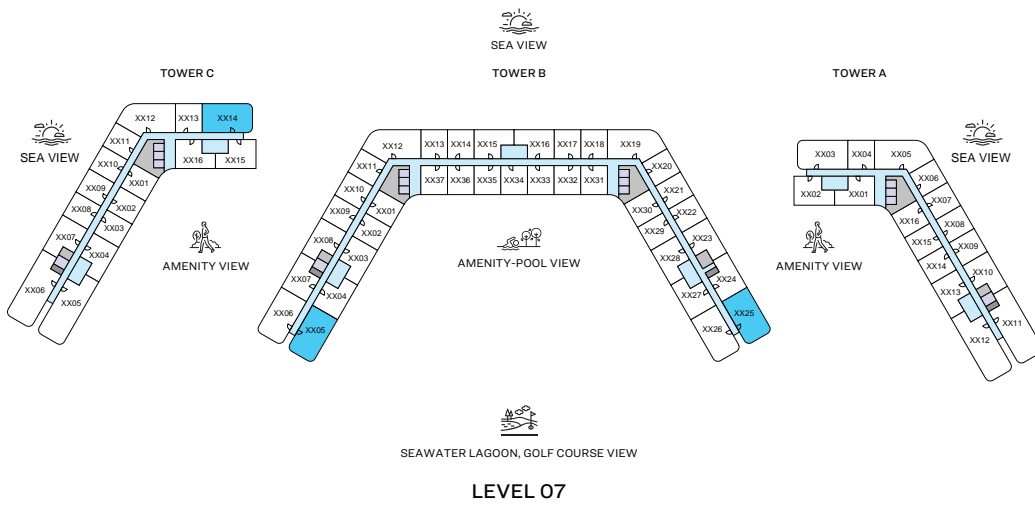 SEA VIEW
TOWER C
TOWER B
TOWER A
SEA VIEW
SEA VIEW
XX12
XX13
XX14
XX11
XX16
XX15
XX10
XX01
XX09
XX02
XX08
XX03
XX07
XX04
XX06
XX05
AMENITY VIEW
XX12
XX13
XX14
XX15
XX16
XX17
XX18
XX19
XX11
XX37
XX36
XX35
XX34
XX33
XX32
XX31
XX20
XX10
XX01
XX21
XX09
XX02
XX30
XX22
XX08
XX03
XX29
XX23
XX07
XX04
XX28
XX24
XX06
XX05
XX27
XX25
XX26
AMENITY-POOL VIEW
XX03
XX04
XX05
XX02
XX01
XX06
XX07
XX16
XX08
XX15
XX09
XX14
XX10
XX13
XX11
XX12
AMENITY VIEW
SEAWATER LAGOON, GOLF COURSE VIEW
LEVEL 07